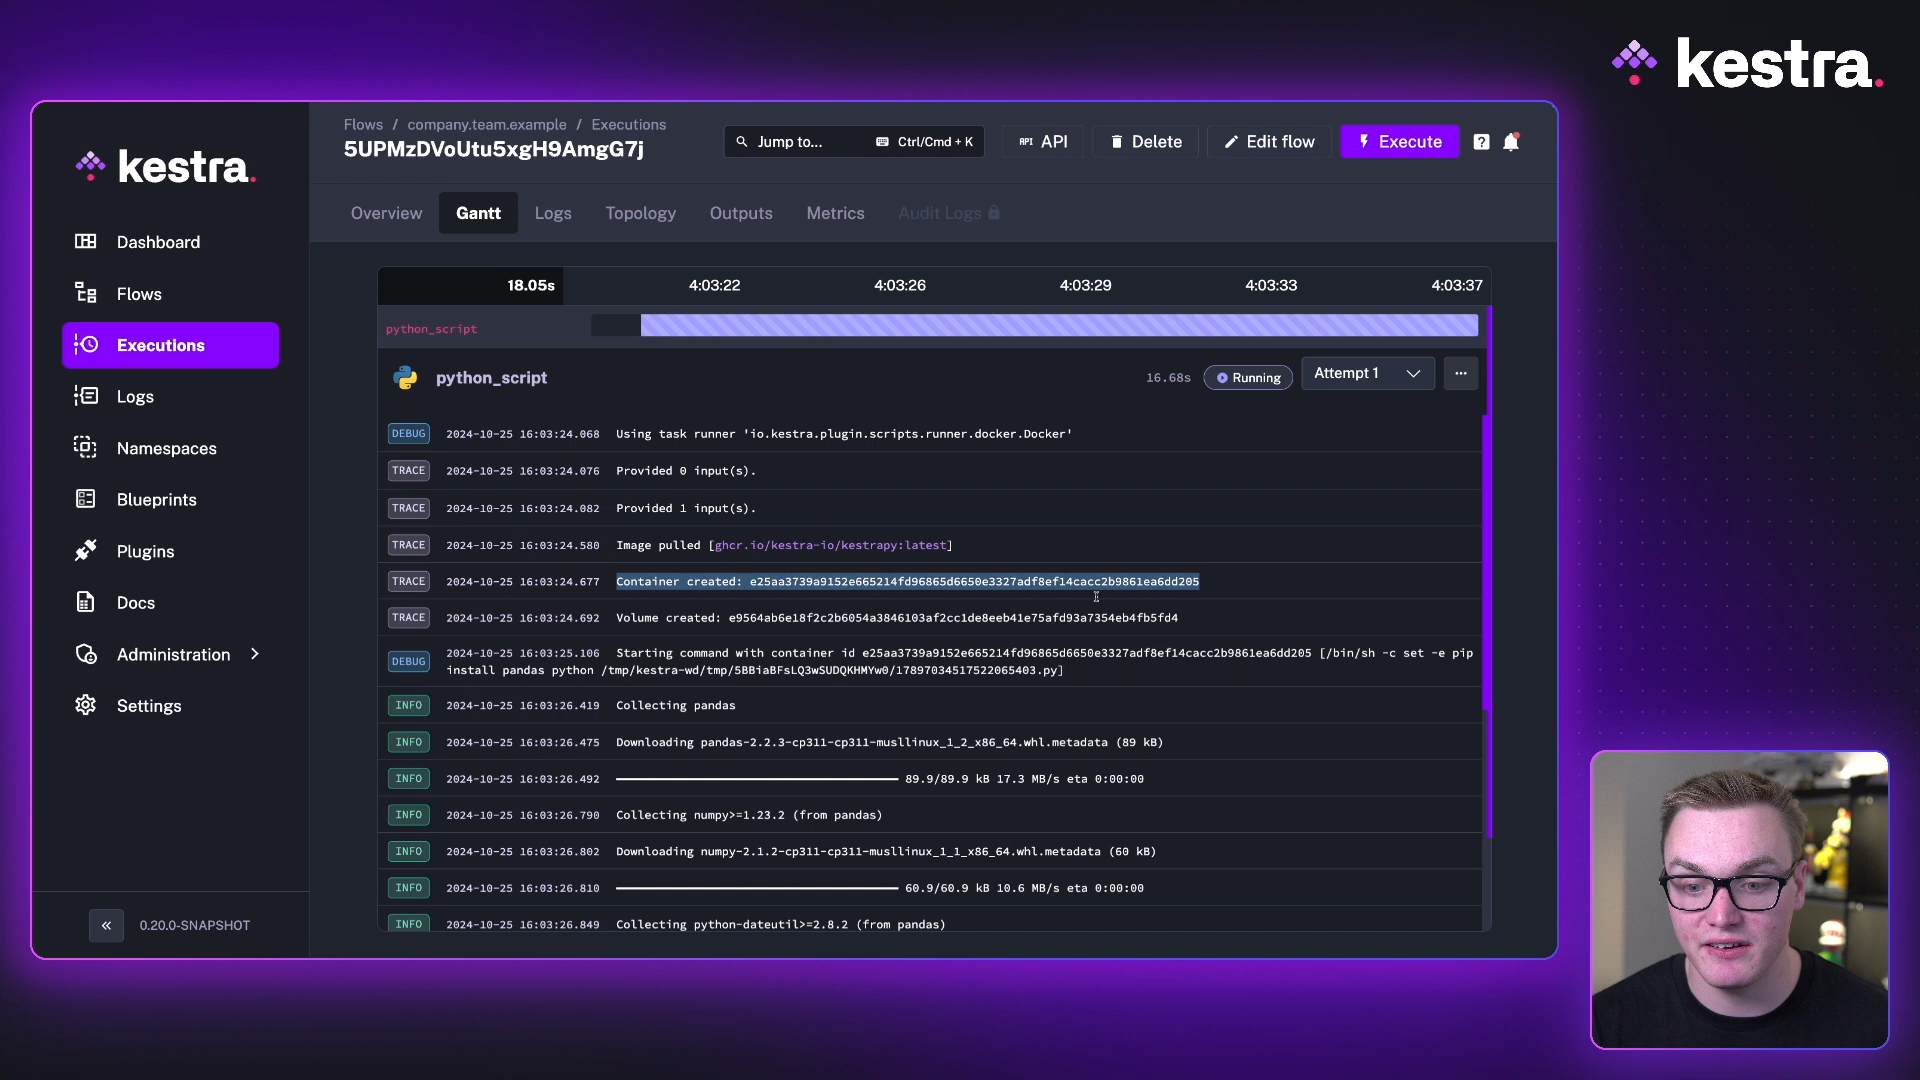 kestra.
Flows / company.team.example / Executions
5UPMzDVoUtu5xgH9AmgG7j
Jump to... Ctrl/Cmd + K
API API
Delete
Edit flow
Execute
?
kestra.
Overview
Gantt
Logs
Topology
Outputs
Metrics
Audit Logs
Dashboard
Flows
Executions
Logs
Namespaces
Blueprints
Plugins
Docs
Administration
Settings
0.20.0-SNAPSHOT
18.05s 4:03:22 4:03:26 4:03:29 4:03:33 4:03:37
python_script
python_script 16.68s Running Attempt 1 ...
DEBUG 2024-10-25 16:03:24.068 Using task runner 'io.kestra.plugin.scripts.runner.docker.Docker'
TRACE 2024-10-25 16:03:24.076 Provided 0 input(s).
TRACE 2024-10-25 16:03:24.082 Provided 1 input(s).
TRACE 2024-10-25 16:03:24.580 Image pulled [ghcr.io/kestra-io/kestrapy:latest]
TRACE 2024-10-25 16:03:24.677 Container created: e25aa3739a9152e665214fd96865d6650e3327adf8ef14cacc2b9861ea6dd205
TRACE 2024-10-25 16:03:24.692 Volume created: e9564ab6e18f2c2b6054a3846103af2cc1de8eeb41e75afd93a7354eb4fb5fd4
DEBUG 2024-10-25 16:03:25.106 Starting command with container id e25aa3739a9152e665214fd96865d6650e3327adf8ef14cacc2b9861ea6dd205 [/bin/sh -c set -e pip
install pandas python /tmp/kestra-wd/tmp/5BBiaBFsLQ3wSUDQKHMYw0/17897034517522065403.py]
INFO 2024-10-25 16:03:26.419 Collecting pandas
INFO 2024-10-25 16:03:26.475 Downloading pandas-2.2.3-cp311-cp311-musllinux_1_2_x86_64.whl.metadata (89 kB)
INFO 2024-10-25 16:03:26.492 ━━━━━━━━━━━━━━━━━━━━━━━━━━━━━━━━━━━━━━━━ 89.9/89.9 kB 17.3 MB/s eta 0:00:00
INFO 2024-10-25 16:03:26.790 Collecting numpy>=1.23.2 (from pandas)
INFO 2024-10-25 16:03:26.802 Downloading numpy-2.1.2-cp311-cp311-musllinux_1_1_x86_64.whl.metadata (60 kB)
INFO 2024-10-25 16:03:26.810 ━━━━━━━━━━━━━━━━━━━━━━━━━━━━━━━━━━━━━━━━ 60.9/60.9 kB 10.6 MB/s eta 0:00:00
INFO 2024-10-25 16:03:26.849 Collecting python-dateutil>=2.8.2 (from pandas)